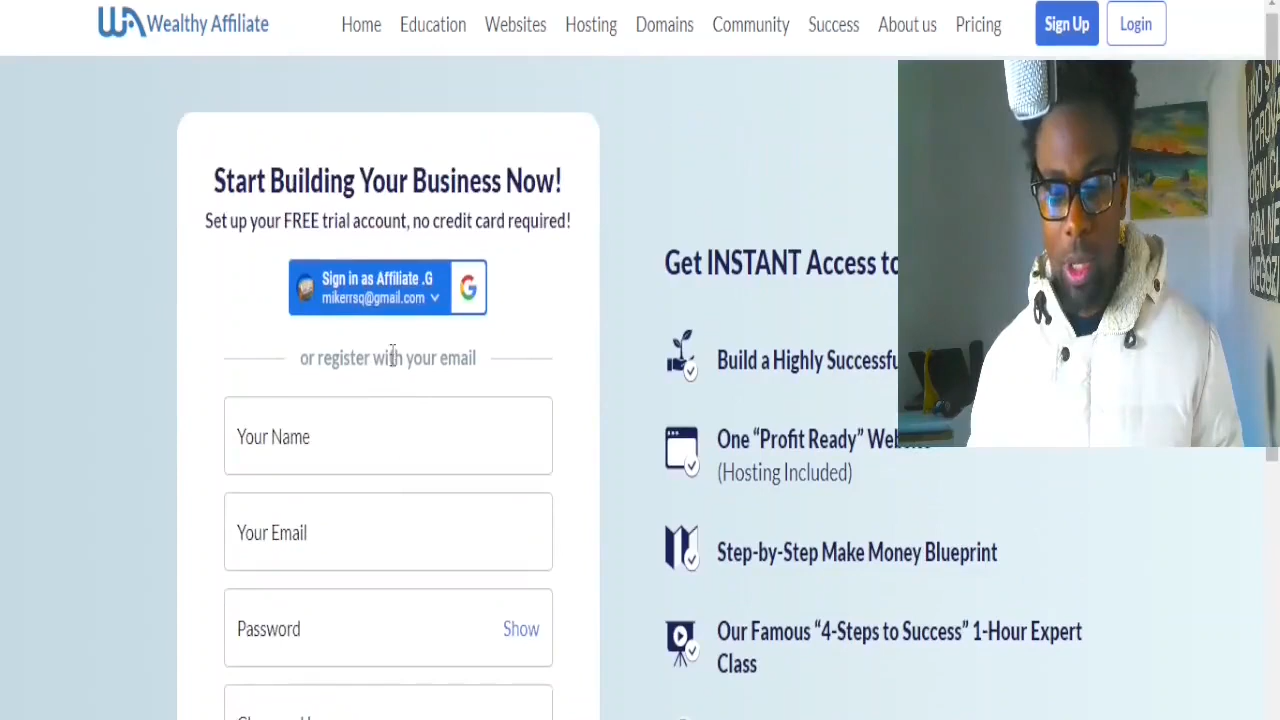 Wealthy Affiliate
Home Education Websites Hosting Domains Community Success About us Pricing Sign Up Login
Start Building Your Business Now!
Set up your FREE trial account, no credit card required!
Sign in as Affiliate .G
mikerrsq@gmail.com
or register with your email
Your Name
Your Email
Password Show
Get INSTANT Access to
Build a Highly Successfu
One “Profit Ready”
(Hosting Included)
Step-by-Step Make Money Blueprint
Our Famous “4-Steps to Success” 1-Hour Expert
Class